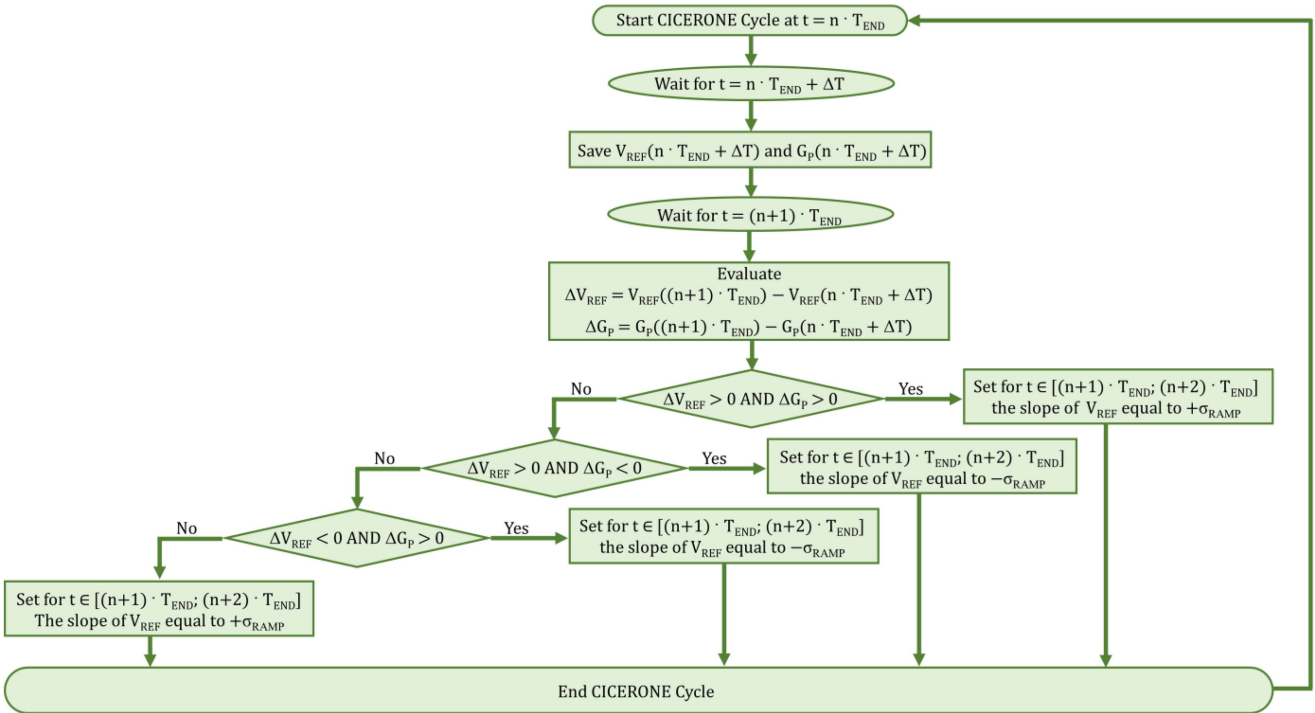 Start CICERONE Cycle at t = n · T_END
Wait for t = n · T_END + ΔT
Save V_REF(n · T_END + ΔT) and G_P(n · T_END + ΔT)
Wait for t = (n+1) · T_END
Evaluate
ΔV_REF = V_REF((n+1) · T_END) − V_REF(n · T_END + ΔT)
ΔG_P = G_P((n+1) · T_END) − G_P(n · T_END + ΔT)
No
ΔV_REF > 0 AND ΔG_P > 0
Yes
Set for t ∈ [(n+1) · T_END; (n+2) · T_END]
the slope of V_REF equal to +σ_RAMP
No
ΔV_REF > 0 AND ΔG_P < 0
Yes
Set for t ∈ [(n+1) · T_END; (n+2) · T_END]
the slope of V_REF equal to −σ_RAMP
No
ΔV_REF < 0 AND ΔG_P > 0
Yes
Set for t ∈ [(n+1) · T_END; (n+2) · T_END]
the slope of V_REF equal to −σ_RAMP
Set for t ∈ [(n+1) · T_END; (n+2) · T_END]
The slope of V_REF equal to +σ_RAMP
End CICERONE Cycle